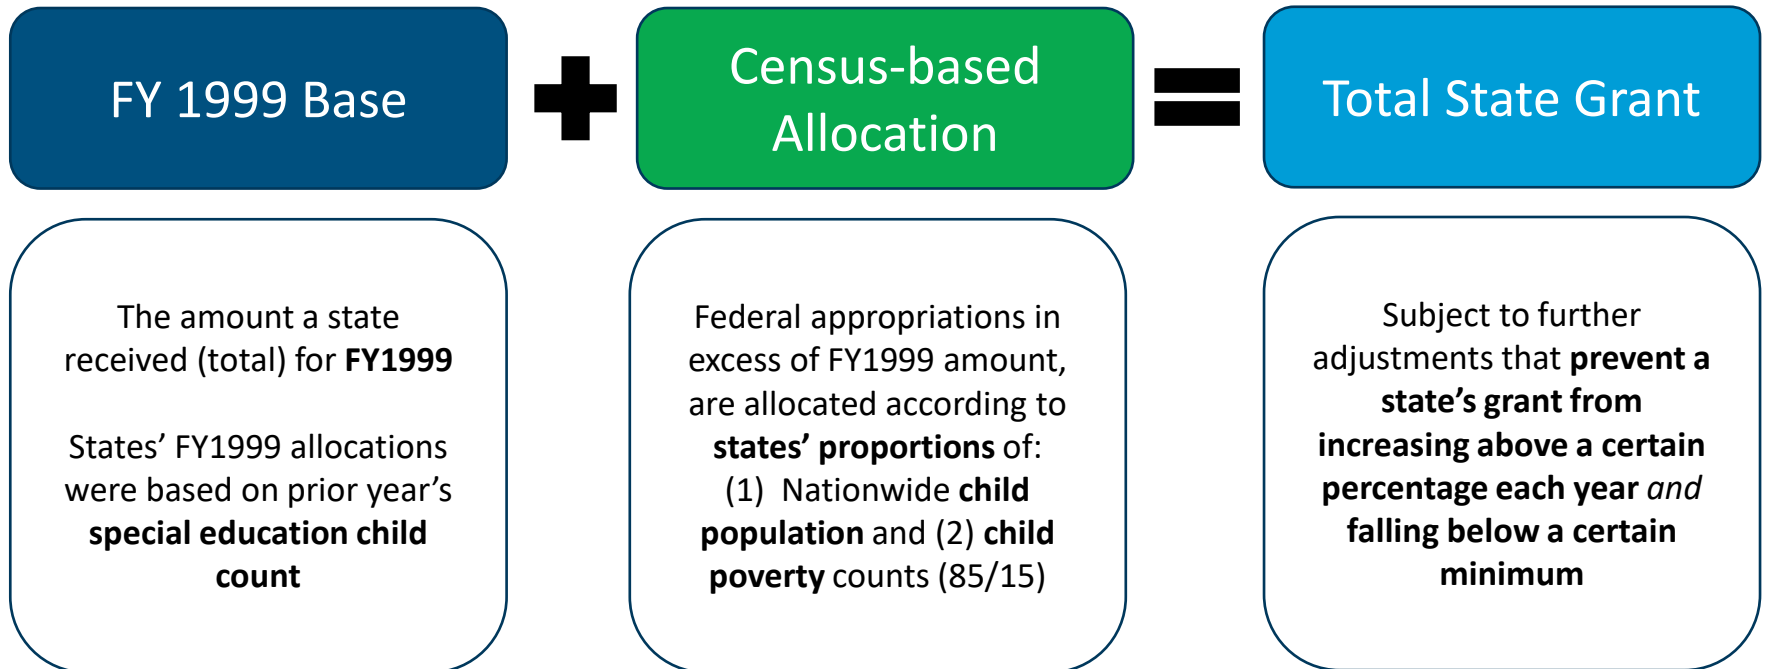 FY 1999 Base
Census-based
Allocation
Total State Grant
The amount a state
received (total) for FY1999
States’ FY1999 allocations
were based on prior year’s
special education child
count
Federal appropriations in
excess of FY1999 amount,
are allocated according to
states’ proportions of:
(1) Nationwide child
population and (2) child
poverty counts (85/15)
Subject to further
adjustments that prevent a
state’s grant from
increasing above a certain
percentage each year and
falling below a certain
minimum